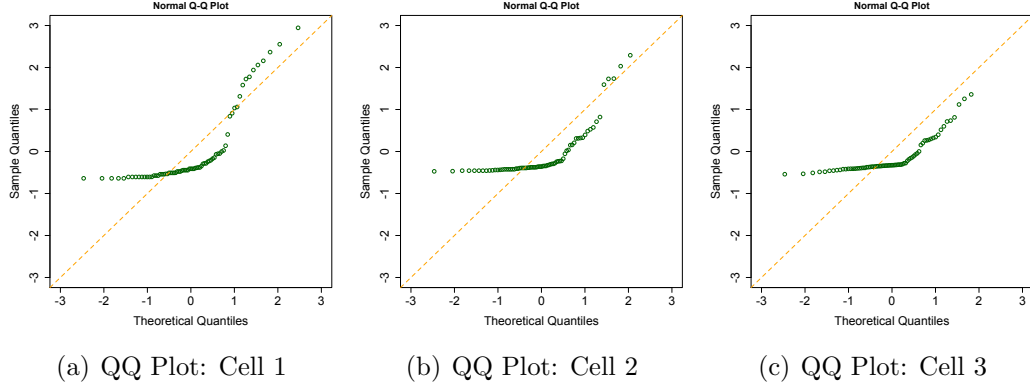 Normal Q-Q Plot
Sample Quantiles
3
2
1
0
-1
-2
-3
-3 -2 -1 0 1 2 3
Theoretical Quantiles
(a) QQ Plot: Cell 1
Normal Q-Q Plot
Sample Quantiles
3
2
1
0
-1
-2
-3
-3 -2 -1 0 1 2 3
Theoretical Quantiles
(b) QQ Plot: Cell 2
Normal Q-Q Plot
Sample Quantiles
3
2
1
0
-1
-2
-3
-3 -2 -1 0 1 2 3
Theoretical Quantiles
(c) QQ Plot: Cell 3